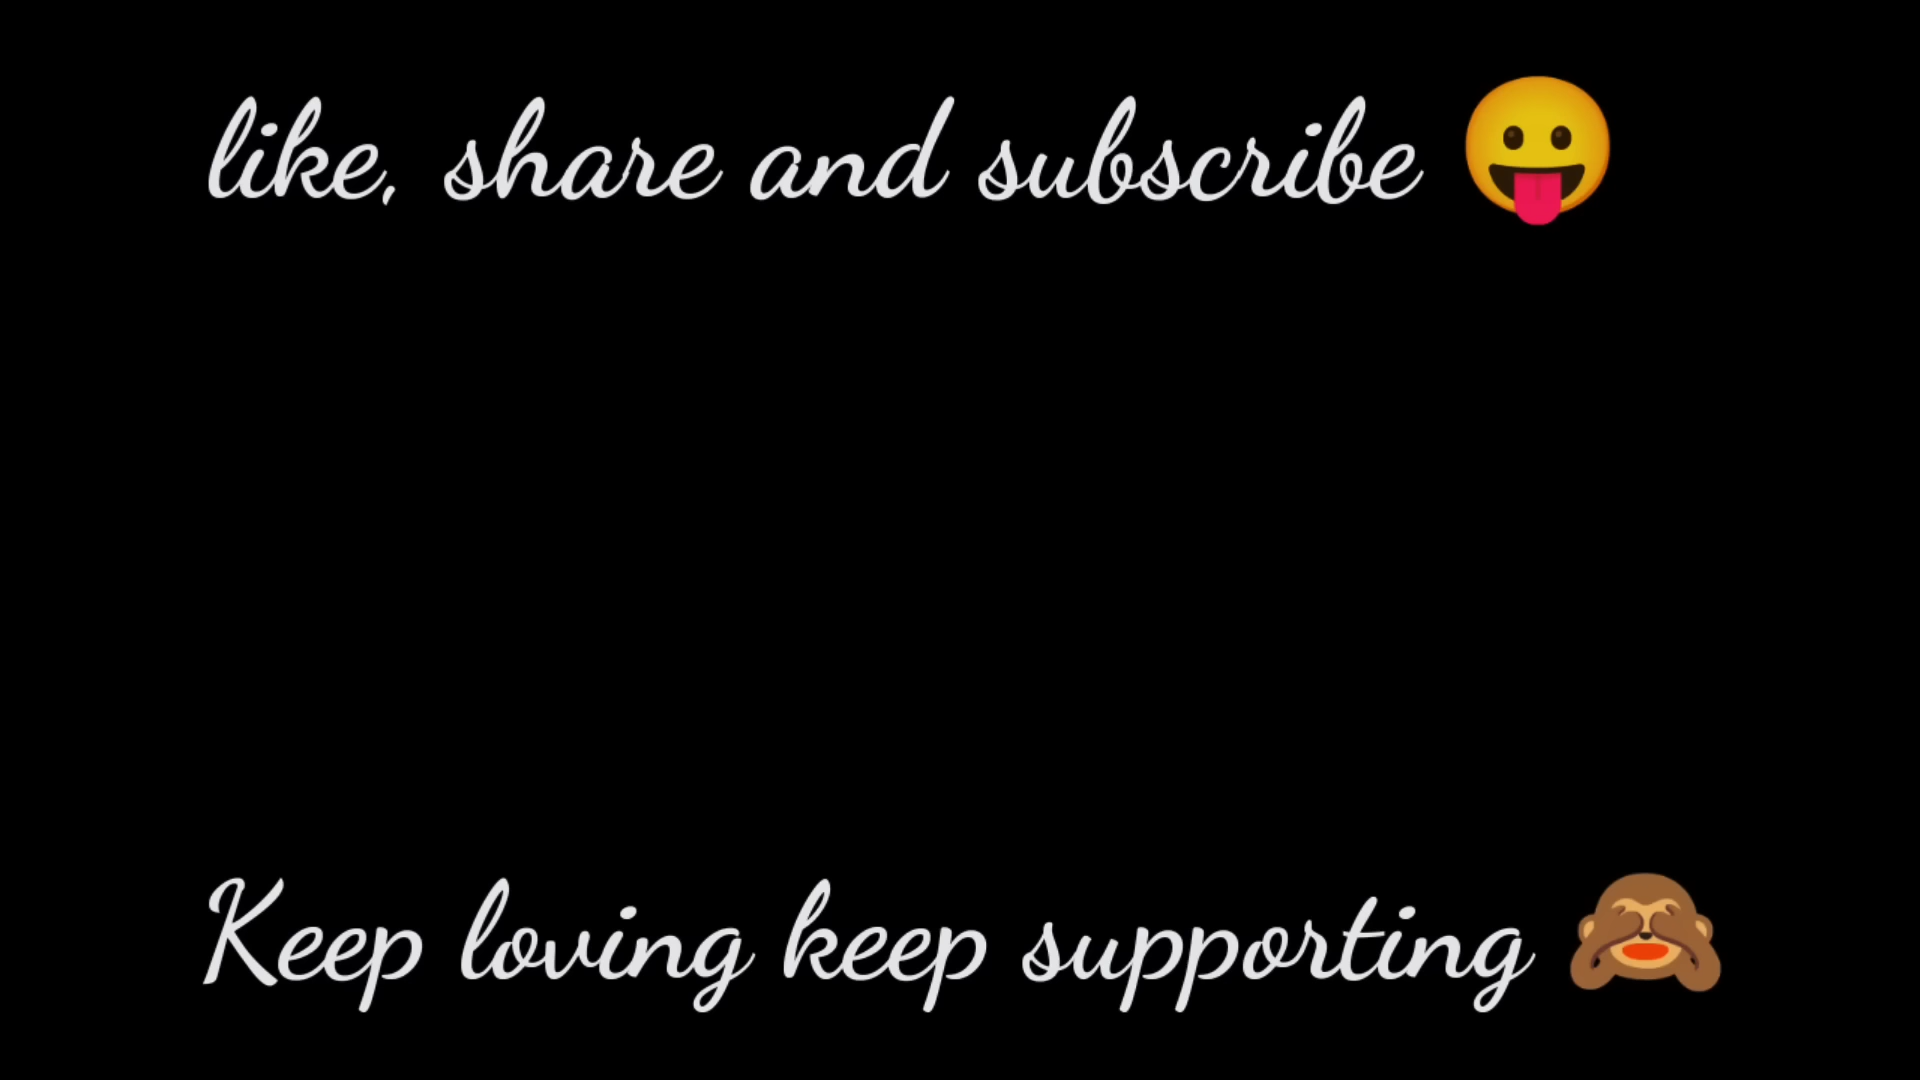 like, share and subscribe 😛
Keep loving keep supporting 🙈